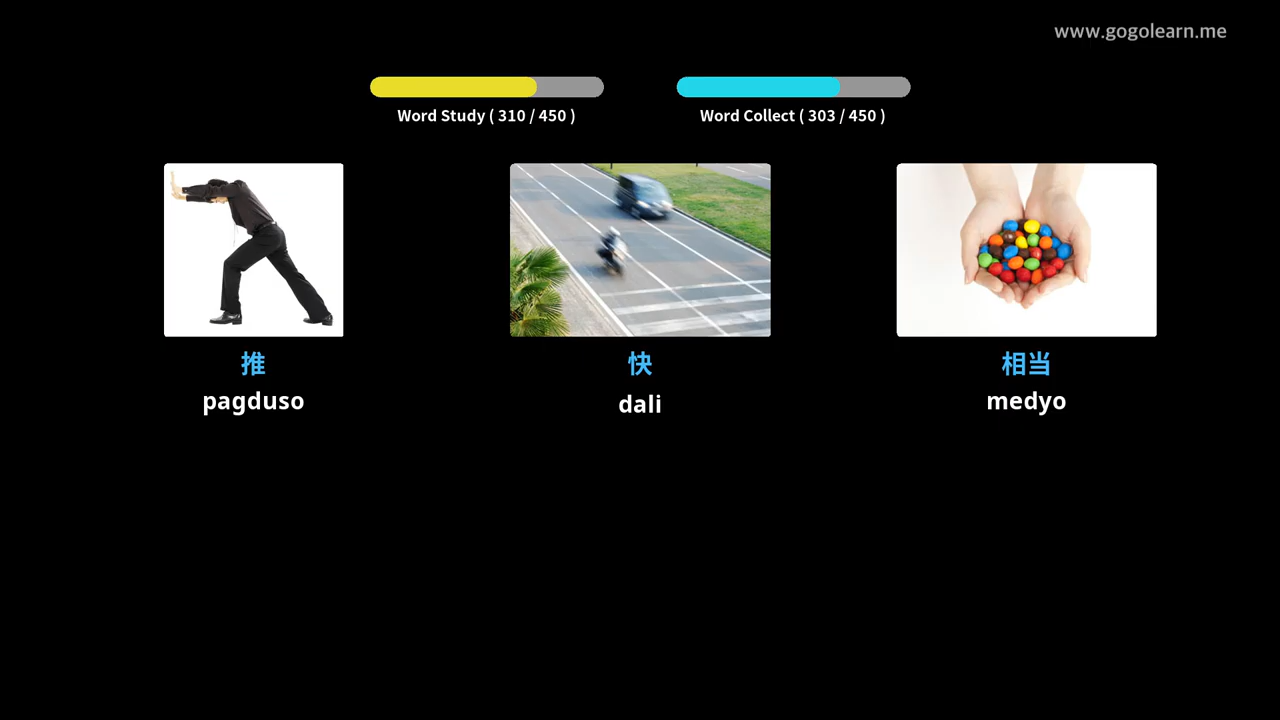 www.gogolearn.me
Word Study ( 310 / 450 )
Word Collect ( 303 / 450 )
推
快
相当
pagduso
dali
medyo